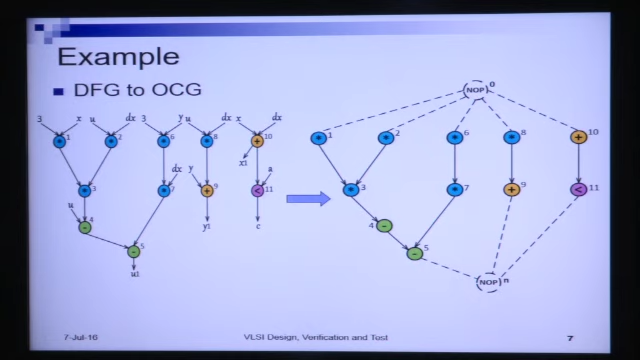 Example
DFG to OCG
3 x u dx 3 y u dx x dx
* 1 * 2 * 6 * 8 + 10
x1
dx y a
* 3 * 7 + 9 < 11
u
- 4 y1 c
- 5
u1
NOP 0
* 1 * 2 * 6 * 8 + 10
* 3 * 7 + 9 < 11
4 -
- 5
NOP n
7-Jul-16 VLSI Design, Verification and Test 7